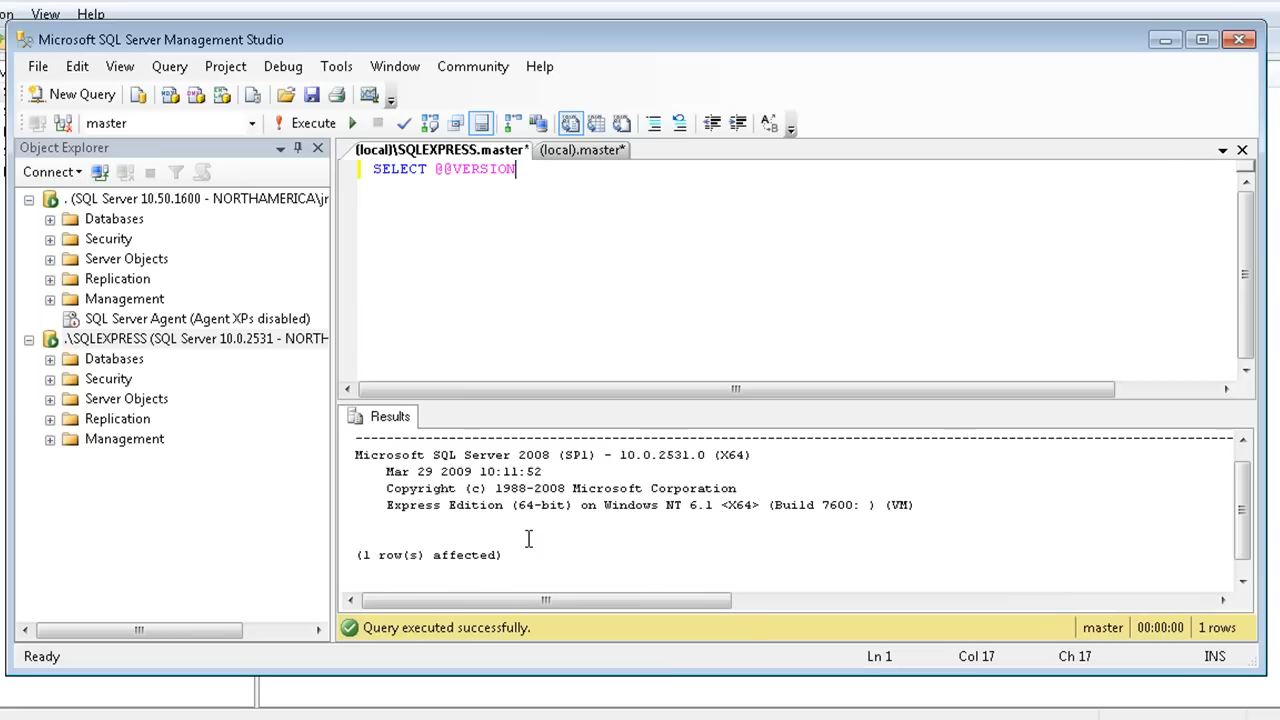 on View Help
Microsoft SQL Server Management Studio
File Edit View Query Project Debug Tools Window Community Help
New Query
master Execute
Object Explorer
(local)\SQLEXPRESS.master* (local).master*
Connect
SELECT @@VERSION
. (SQL Server 10.50.1600 - NORTHAMERICA\jr
Databases
Security
Server Objects
Replication
Management
SQL Server Agent (Agent XPs disabled)
.\SQLEXPRESS (SQL Server 10.0.2531 - NORTH
Databases
Security
Server Objects
Replication
Management
Results
Microsoft SQL Server 2008 (SP1) - 10.0.2531.0 (X64)
Mar 29 2009 10:11:52
Copyright (c) 1988-2008 Microsoft Corporation
Express Edition (64-bit) on Windows NT 6.1 <X64> (Build 7600: ) (VM)
(1 row(s) affected)
Query executed successfully. master 00:00:00 1 rows
Ready Ln 1 Col 17 Ch 17 INS